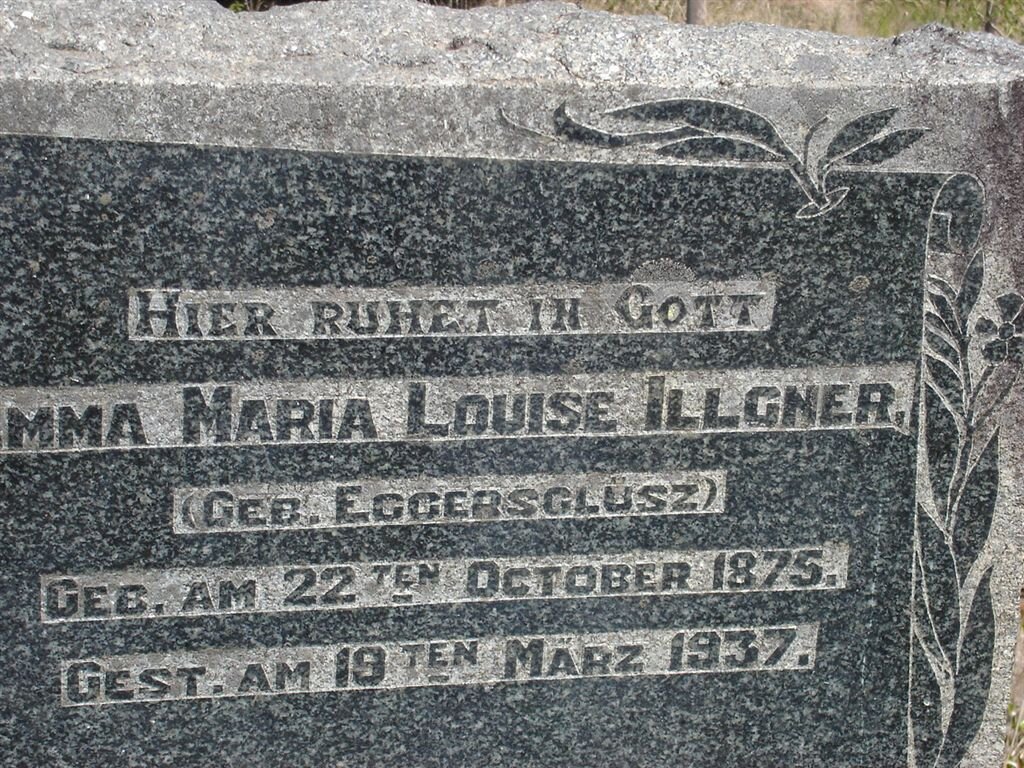 Hier ruhet in Gott
mma Maria Louise Illgner,
(Geb. Eggersglüsz)
Geb. am 22ten October 1875.
Gest. am 19ten März 1937.